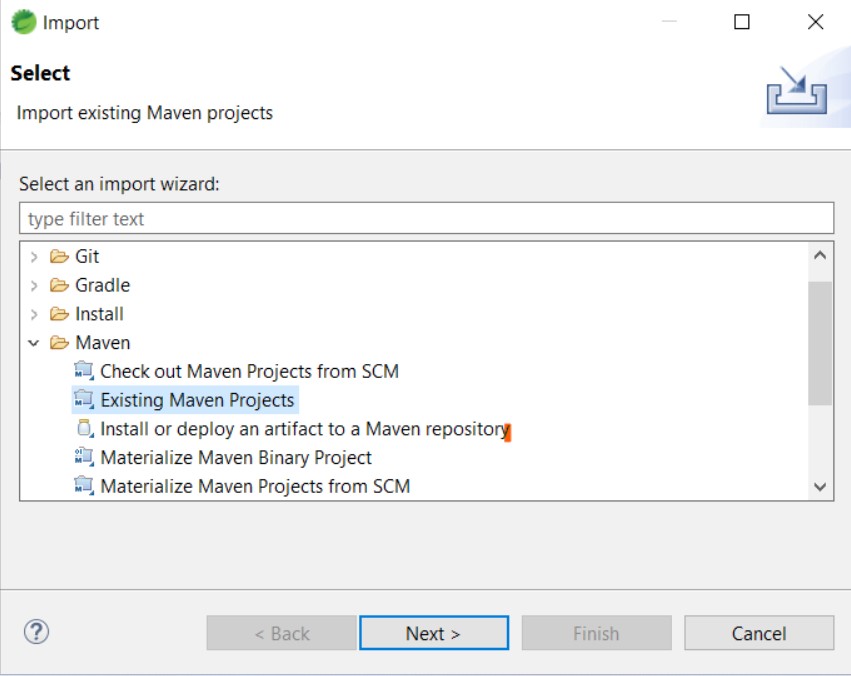 Import
Select
Import existing Maven projects
Select an import wizard:
type filter text
Git
Gradle
Install
Maven
Check out Maven Projects from SCM
Existing Maven Projects
Install or deploy an artifact to a Maven repository
Materialize Maven Binary Project
Materialize Maven Projects from SCM
? < Back Next > Finish Cancel